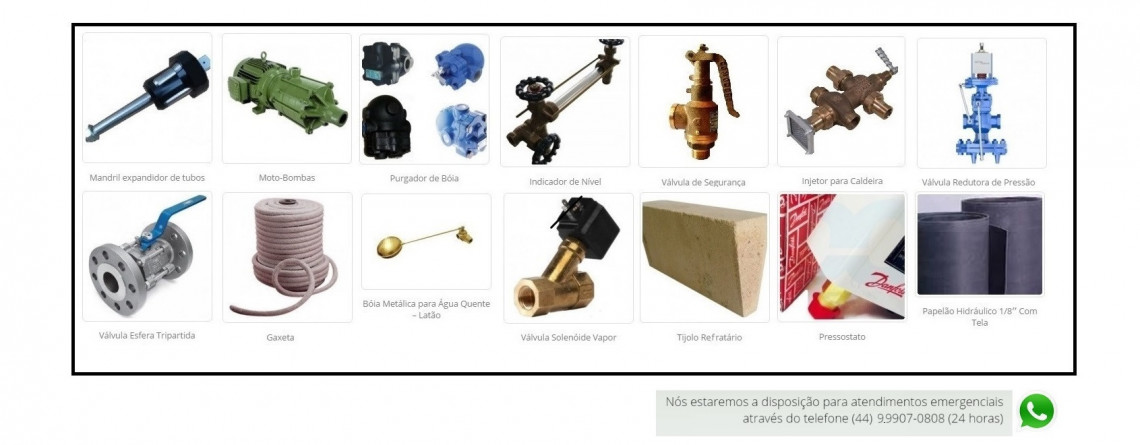 Mandril expandidor de tubos
Moto-Bombas
Purgador de Bóia
Indicador de Nível
Válvula de Segurança
Injetor para Caldeira
Válvula Redutora de Pressão
Válvula Esfera Tripartida
Gaxeta
Bóia Metálica para Água Quente
– Latão
Válvula Solenóide Vapor
Tijolo Refratário
Pressostato
Papelão Hidráulico 1/8″ Com
Tela
Danfoss
Nós estaremos a disposição para atendimentos emergenciais
através do telefone (44) 9.9907-0808 (24 horas)